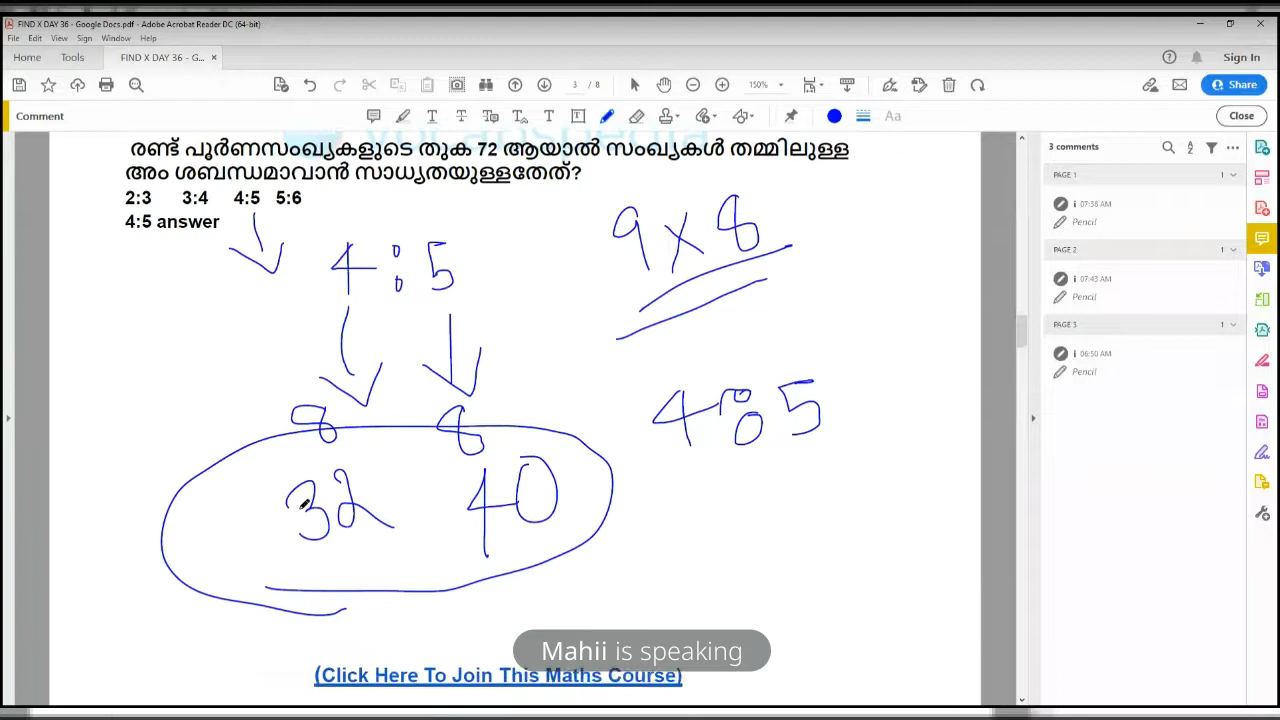 FIND X DAY 36 - Google Docs.pdf - Adobe Acrobat Reader DC (64-bit)
File Edit View Sign Window Help
Home Tools FIND X DAY 36 - G... × Sign In
3 / 8 150% Share
Comment Aa Close
രണ്ട് പൂർണസംഖ്യകളുടെ തുക 72 ആയാൽ സംഖ്യകൾ തമ്മിലുള്ള
അം ശബന്ധമാവാൻ സാധ്യതയുള്ളതേത്?
2:3 3:4 4:5 5:6
4:5 answer
9 x 8
4:5
8 8
4:5
32 40
(Click Here To Join This Maths Course)
Mahii is speaking
3 comments
PAGE 1 1
i 07:38 AM
Pencil
PAGE 2 1
i 07:43 AM
Pencil
PAGE 3 1
i 06:50 AM
Pencil